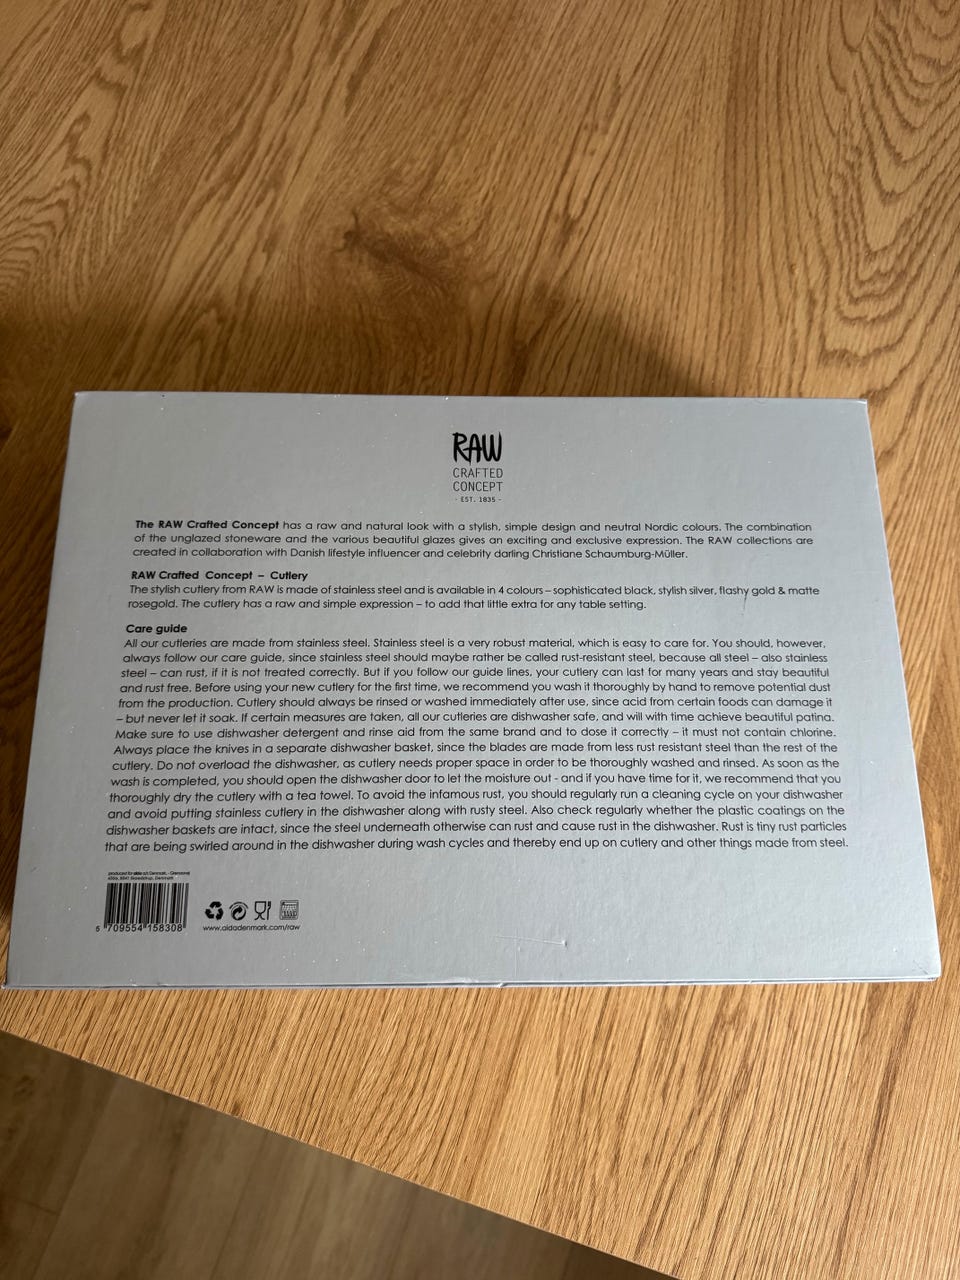 RAW
CRAFTED
CONCEPT
- EST. 1835 -
The RAW Crafted Concept has a raw and natural look with a stylish, simple design and neutral Nordic colours. The combination
of the unglazed stoneware and the various beautiful glazes gives an exciting and exclusive expression. The RAW collections are
created in collaboration with Danish lifestyle influencer and celebrity darling Christiane Schaumburg-Müller.
RAW Crafted Concept – Cutlery
The stylish cutlery from RAW is made of stainless steel and is available in 4 colours – sophisticated black, stylish silver, flashy gold & matte
rosegold. The cutlery has a raw and simple expression – to add that little extra for any table setting.
Care guide
All our cutleries are made from stainless steel. Stainless steel is a very robust material, which is easy to care for. You should, however,
always follow our care guide, since stainless steel should maybe rather be called rust-resistant steel, because all steel – also stainless
steel – can rust, if it is not treated correctly. But if you follow our guide lines, your cutlery can last for many years and stay beautiful
and rust free. Before using your new cutlery for the first time, we recommend you wash it thoroughly by hand to remove potential dust
from the production. Cutlery should always be rinsed or washed immediately after use, since acid from certain foods can damage it
– but never let it soak. If certain measures are taken, all our cutleries are dishwasher safe, and will with time achieve beautiful patina.
Make sure to use dishwasher detergent and rinse aid from the same brand and to dose it correctly – it must not contain chlorine.
Always place the knives in a separate dishwasher basket, since the blades are made from less rust resistant steel than the rest of the
cutlery. Do not overload the dishwasher, as cutlery needs proper space in order to be thoroughly washed and rinsed. As soon as the
wash is completed, you should open the dishwasher door to let the moisture out - and if you have time for it, we recommend that you
thoroughly dry the cutlery with a tea towel. To avoid the infamous rust, you should regularly run a cleaning cycle on your dishwasher
and avoid putting stainless cutlery in the dishwasher along with rusty steel. Also check regularly whether the plastic coatings on the
dishwasher baskets are intact, since the steel underneath otherwise can rust and cause rust in the dishwasher. Rust is tiny rust particles
that are being swirled around in the dishwasher during wash cycles and thereby end up on cutlery and other things made from steel.
produced for aida a/s Denmark, -
Denmark
5 709554 158308
www.aidadenmark.com/raw